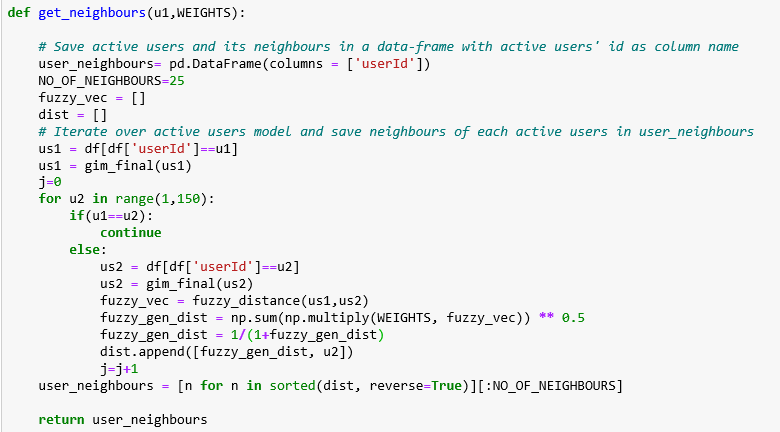 def get_neighbours(u1,WEIGHTS):
    # Save active users and its neighbours in a data-frame with active users' id as column name
    user_neighbours= pd.DataFrame(columns = ['userId'])
    NO_OF_NEIGHBOURS=25
    fuzzy_vec = []
    dist = []
    # Iterate over active users model and save neighbours of each active users in user_neighbours
    us1 = df[df['userId']==u1]
    us1 = gim_final(us1)
    j=0
    for u2 in range(1,150):
        if(u1==u2):
            continue
        else:
            us2 = df[df['userId']==u2]
            us2 = gim_final(us2)
            fuzzy_vec = fuzzy_distance(us1,us2)
            fuzzy_gen_dist = np.sum(np.multiply(WEIGHTS, fuzzy_vec)) ** 0.5
            fuzzy_gen_dist = 1/(1+fuzzy_gen_dist)
            dist.append([fuzzy_gen_dist, u2])
            j=j+1
    user_neighbours = [n for n in sorted(dist, reverse=True)][:NO_OF_NEIGHBOURS]
    return user_neighbours